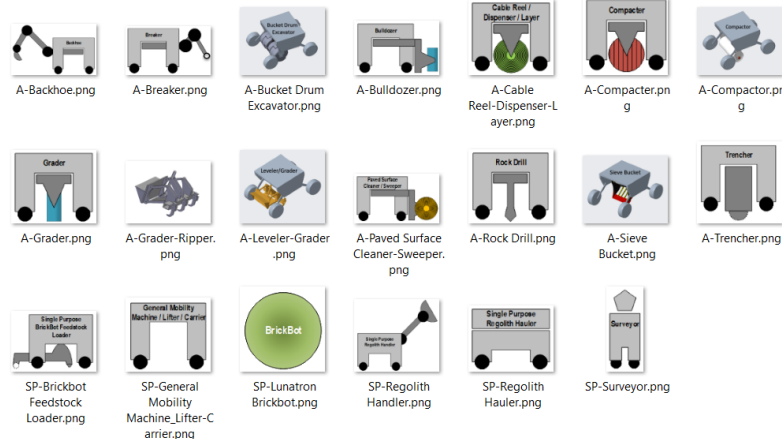 Backhoe
Breaker
Bucket Drum
Excavator
Bulldozer
Cable Reel /
Dispenser / Layer
Compacter
Compactor
A-Backhoe.png
A-Breaker.png
A-Bucket Drum
Excavator.png
A-Bulldozer.png
A-Cable
Reel-Dispenser-L
ayer.png
A-Compacter.pn
g
A-Compactor.pn
g
Grader
Leveler/Grader
Paved Surface
Cleaner / Sweeper
Rock Drill
Sieve Bucket
Trencher
A-Grader.png
A-Grader-Ripper.
png
A-Leveler-Grader
.png
A-Paved Surface
Cleaner-Sweeper.
png
A-Rock Drill.png
A-Sieve
Bucket.png
A-Trencher.png
Single Purpose
BrickBot Feedstock
Loader
General Mobility
Machine / Lifter / Carrier
BrickBot
Single Purpose
Regolith Handler
Single Purpose
Regolith Hauler
Surveyor
SP-Brickbot
Feedstock
Loader.png
SP-General
Mobility
Machine_Lifter-C
arrier.png
SP-Lunatron
Brickbot.png
SP-Regolith
Handler.png
SP-Regolith
Hauler.png
SP-Surveyor.png